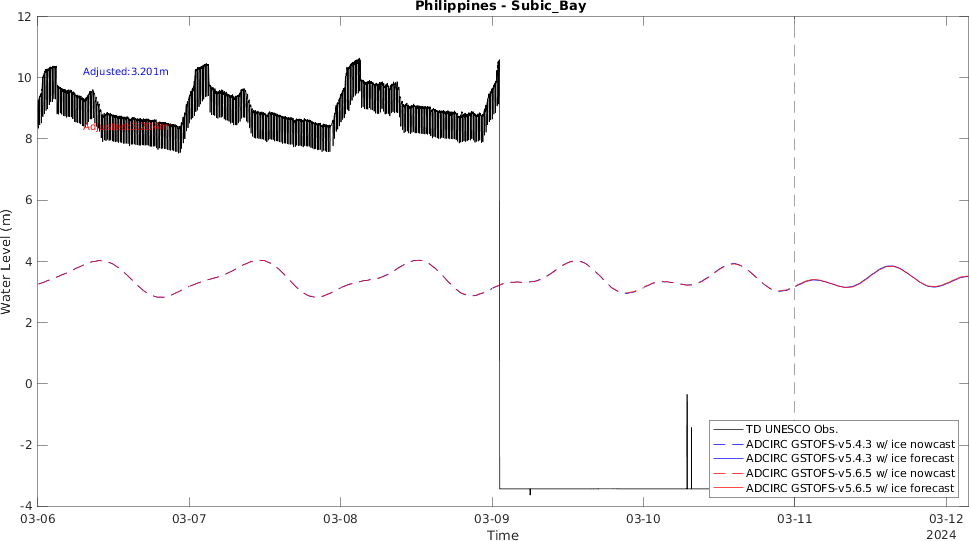 Philippines - Subic_Bay
12
10
8
6
4
2
0
-2
-4
Water Level (m)
Adjusted:3.201m
TD UNESCO Obs.
ADCIRC GSTOFS-v5.4.3 w/ ice nowcast
ADCIRC GSTOFS-v5.4.3 w/ ice forecast
ADCIRC GSTOFS-v5.6.5 w/ ice nowcast
ADCIRC GSTOFS-v5.6.5 w/ ice forecast
03-06
03-07
03-08
03-09
03-10
03-11
03-12
Time
2024